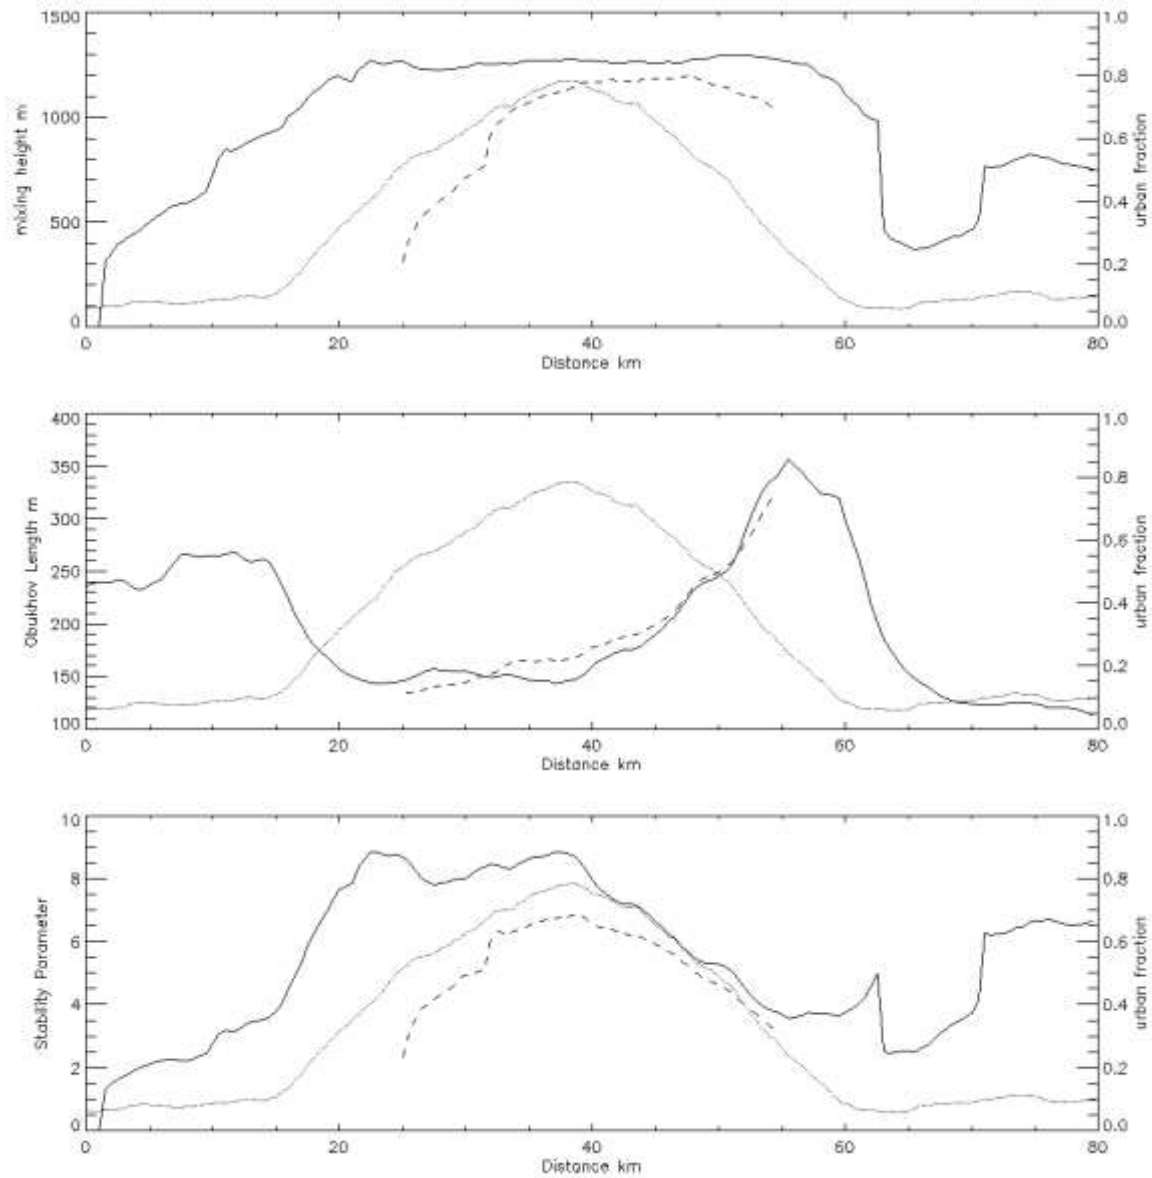 1500
1000
500
0
mixing height m
1.0
0.8
0.6
0.4
0.2
0.0
urban fraction
0 20 40 60 80
Distance km
400
350
300
250
200
150
100
Obukhov Length m
1.0
0.8
0.6
0.4
0.2
0.0
urban fraction
0 20 40 60 80
Distance km
10
8
6
4
2
0
Stability Parameter
1.0
0.8
0.6
0.4
0.2
0.0
urban fraction
0 20 40 60 80
Distance km